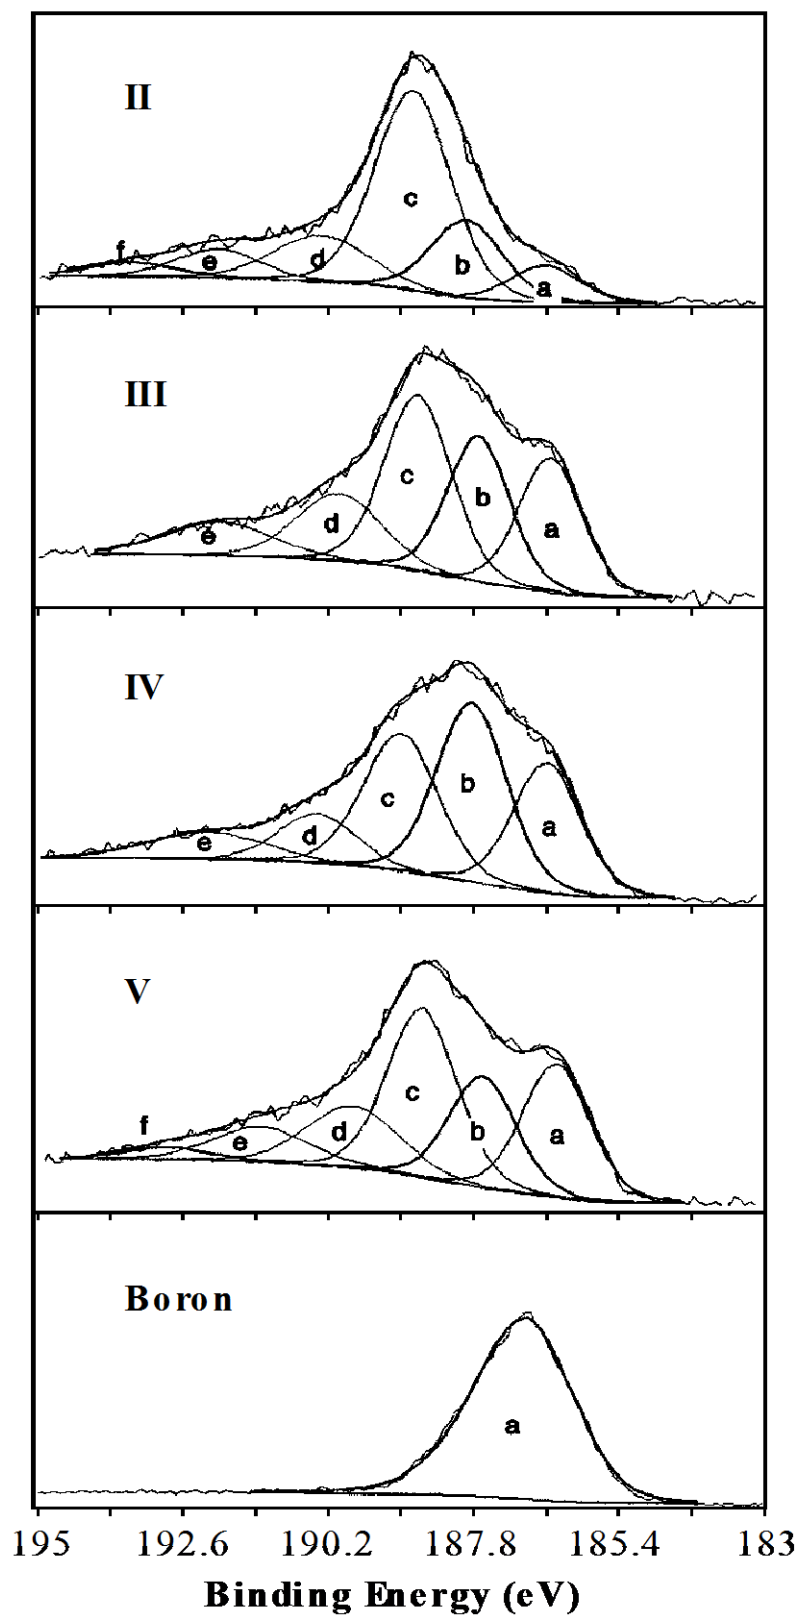 II
f e d c b a
III
e d c b a
IV
e d c b a
V
f e d c b a
Boron
a
195 192.6 190.2 187.8 185.4 183
Binding Energy (eV)